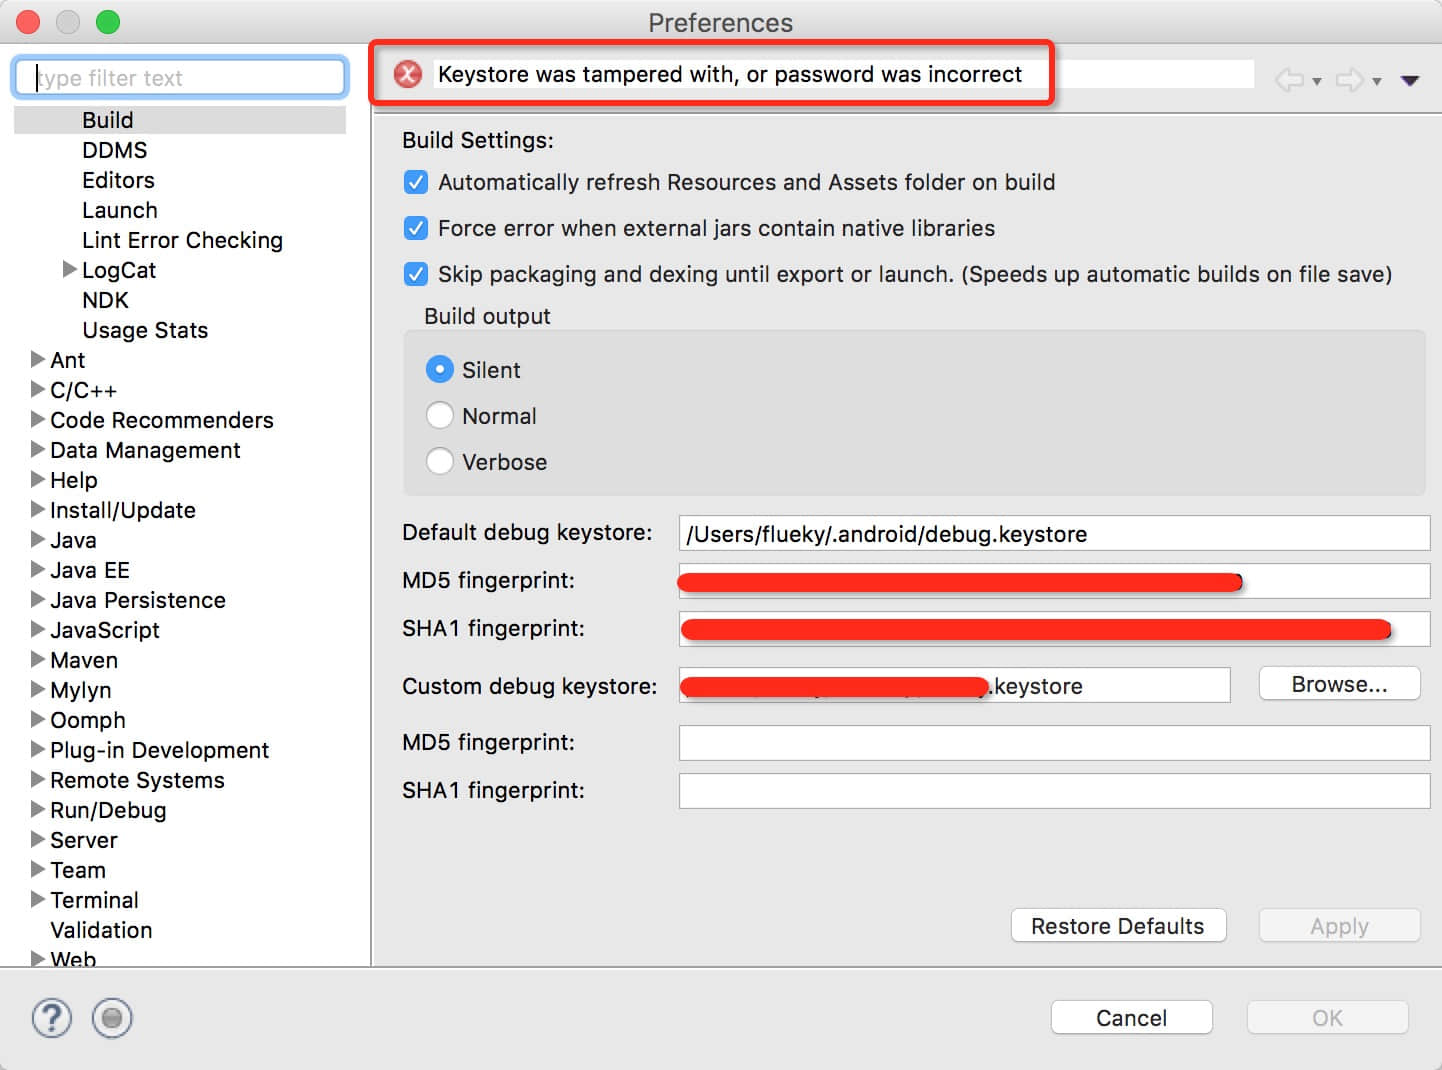 Preferences
type filter text
Keystore was tampered with, or password was incorrect
Build
DDMS
Editors
Launch
Lint Error Checking
LogCat
NDK
Usage Stats
Ant
C/C++
Code Recommenders
Data Management
Help
Install/Update
Java
Java EE
Java Persistence
JavaScript
Maven
Mylyn
Oomph
Plug-in Development
Remote Systems
Run/Debug
Server
Team
Terminal
Validation
Web
Build Settings:
Automatically refresh Resources and Assets folder on build
Force error when external jars contain native libraries
Skip packaging and dexing until export or launch. (Speeds up automatic builds on file save)
Build output
Silent
Normal
Verbose
Default debug keystore: /Users/flueky/.android/debug.keystore
MD5 fingerprint:
SHA1 fingerprint:
Custom debug keystore: .keystore Browse...
MD5 fingerprint:
SHA1 fingerprint:
Restore Defaults Apply
? Cancel OK